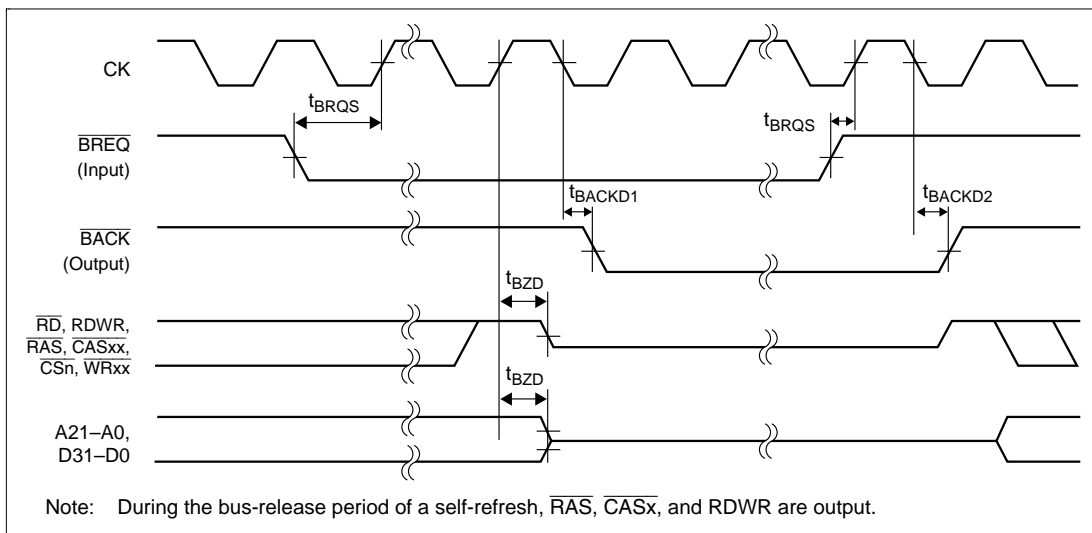 CK
tBRQS
tBRQS
BREQ
(Input)
tBACKD1
tBACKD2
BACK
(Output)
tBZD
RD, RDWR,
RAS, CASxx,
CSn, WRxx
tBZD
A21–A0,
D31–D0
Note: During the bus-release period of a self-refresh, RAS, CASx, and RDWR are output.